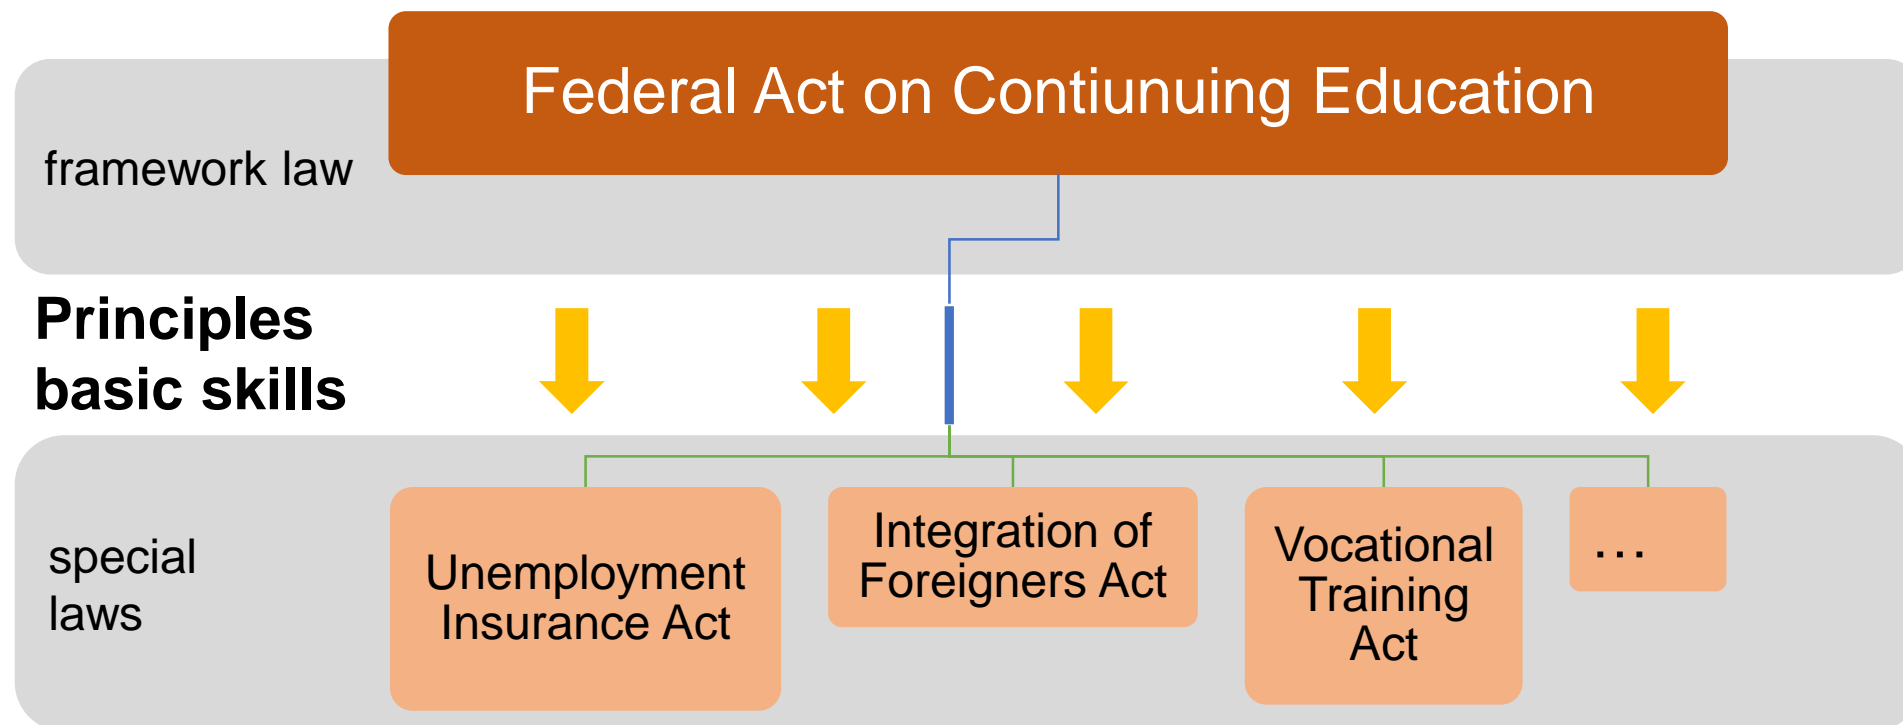 Federal Act on Contiunuing Education
framework law
Principles
basic skills
special
laws
Unemployment
Insurance Act
Integration of
Foreigners Act
Vocational
Training
Act
...